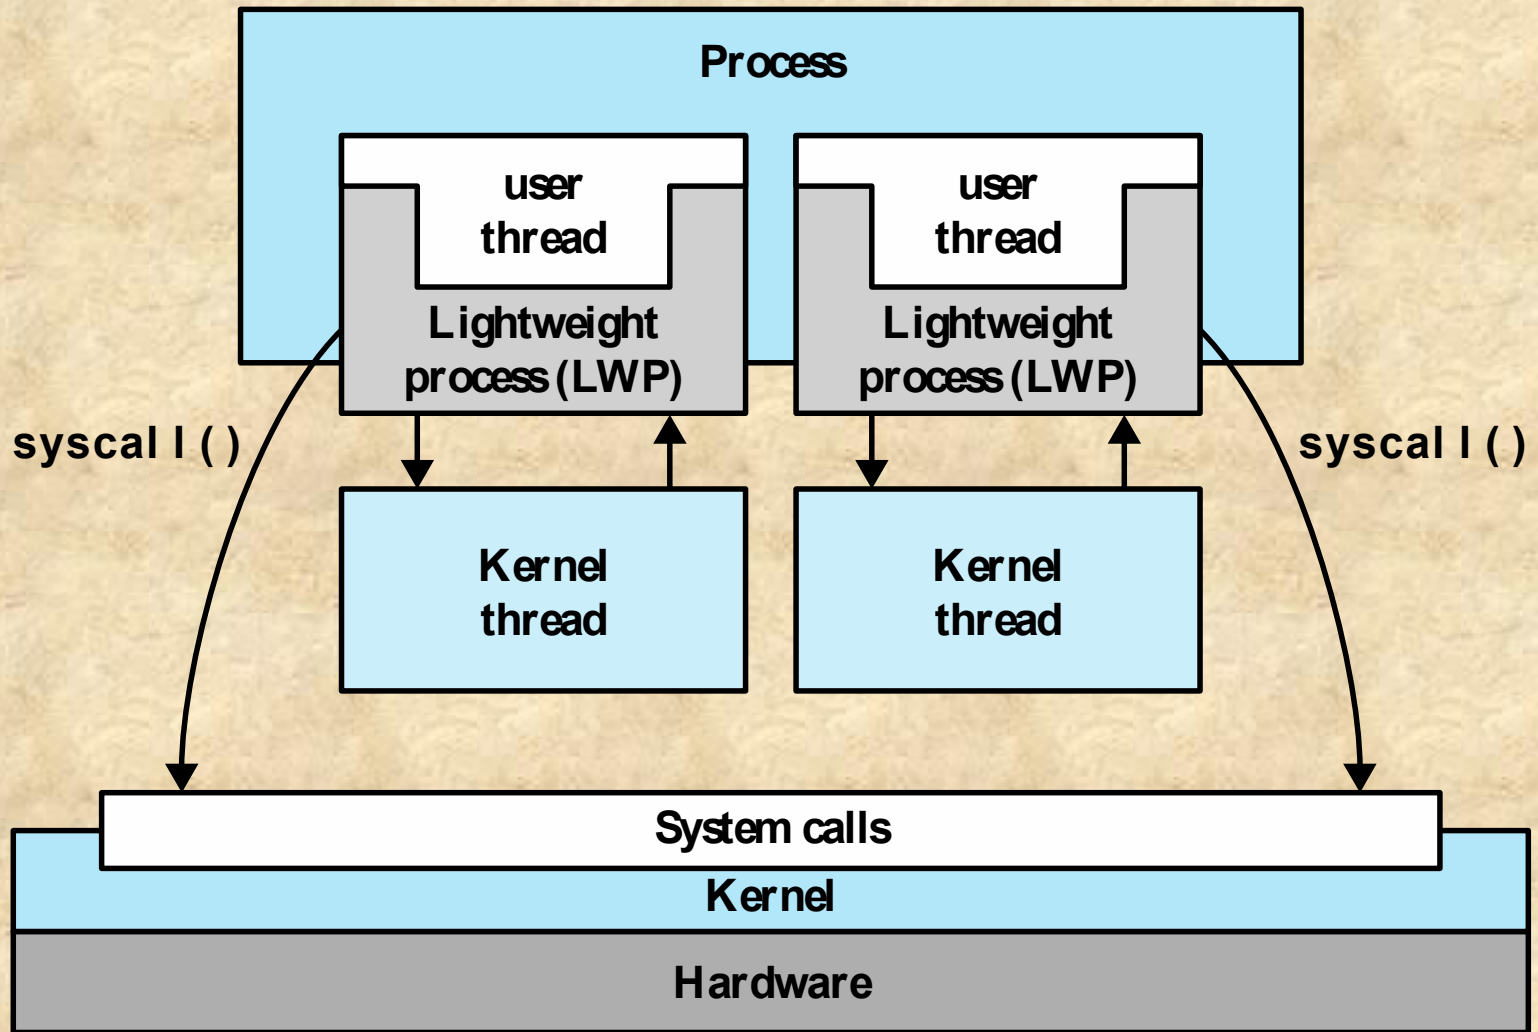 Process
user
thread
user
thread
Lightweight
process (LWP)
Lightweight
process (LWP)
syscall()
syscall()
Kernel
thread
Kernel
thread
System calls
Kernel
Hardware